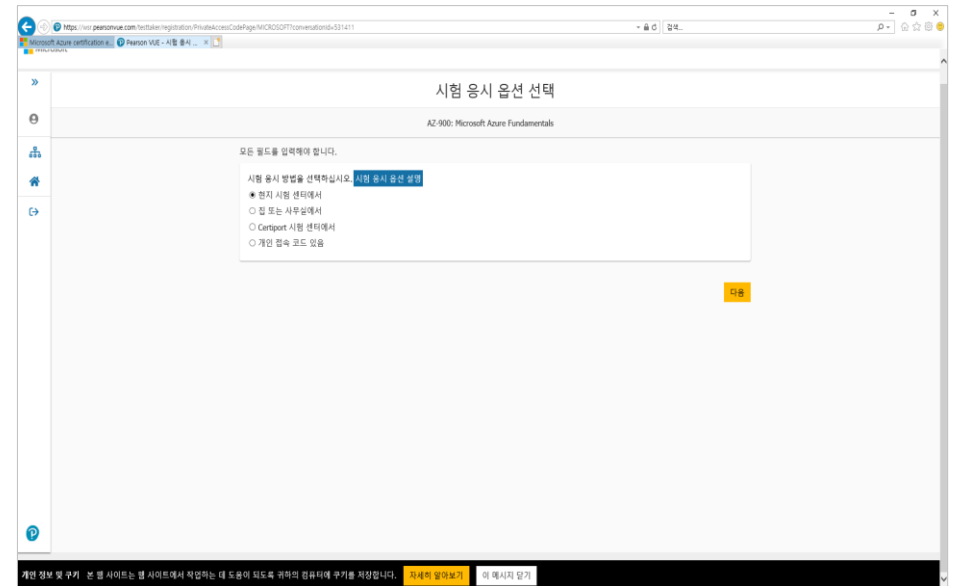 https://wsr.pearsonvue.com/testtaker/registration/PrivateAccessCodePage/MICROSOFT?conversationId=531411
검색...
Microsoft Azure certification e...
Pearson VUE - 시험 응시 ...
시험 응시 옵션 선택
AZ-900: Microsoft Azure Fundamentals
모든 필드를 입력해야 합니다.
시험 응시 방법을 선택하십시오. 시험 응시 옵션 설명
현지 시험 센터에서
집 또는 사무실에서
Certiport 시험 센터에서
개인 접속 코드 있음
다음
개인 정보 및 쿠키 본 웹 사이트는 웹 사이트에서 작업하는 데 도움이 되도록 귀하의 컴퓨터에 쿠키를 저장합니다. 자세히 알아보기 이 메시지 닫기